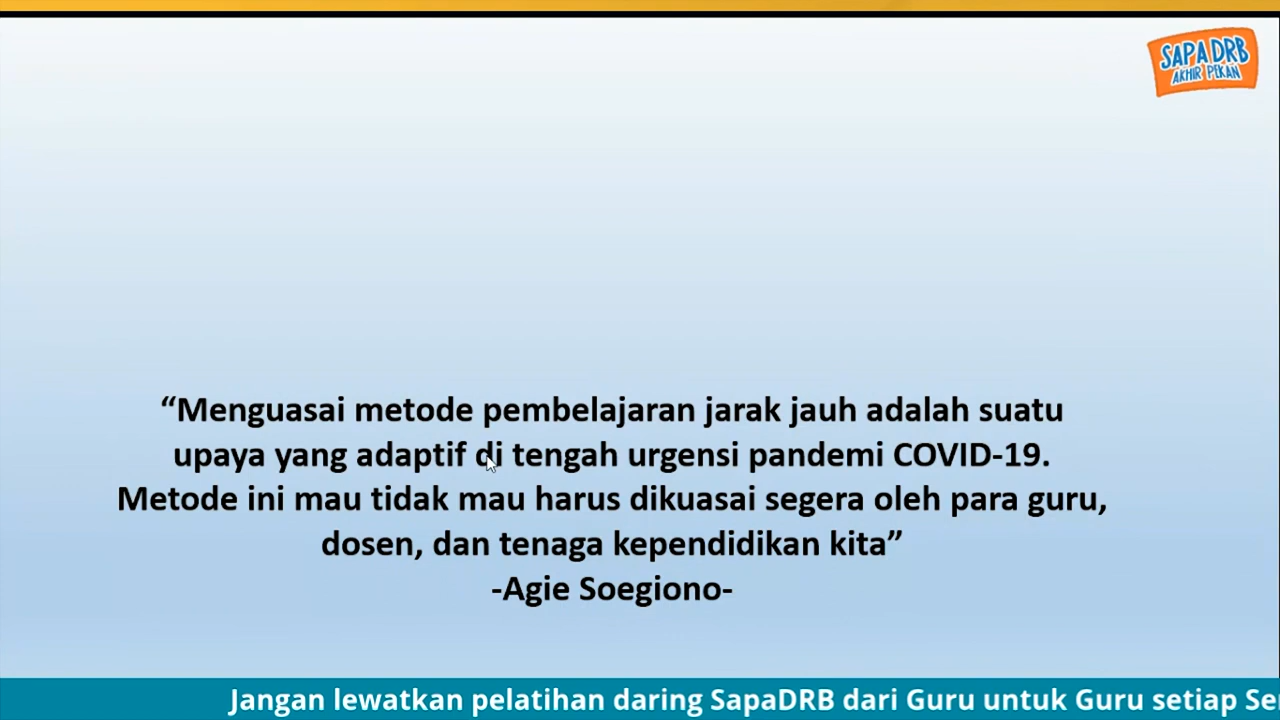 SAPA DRB
AKHIR PEKAN
“Menguasai metode pembelajaran jarak jauh adalah suatu
upaya yang adaptif di tengah urgensi pandemi COVID-19.
Metode ini mau tidak mau harus dikuasai segera oleh para guru,
dosen, dan tenaga kependidikan kita”
-Agie Soegiono-
Jangan lewatkan pelatihan daring SapaDRB dari Guru untuk Guru setiap